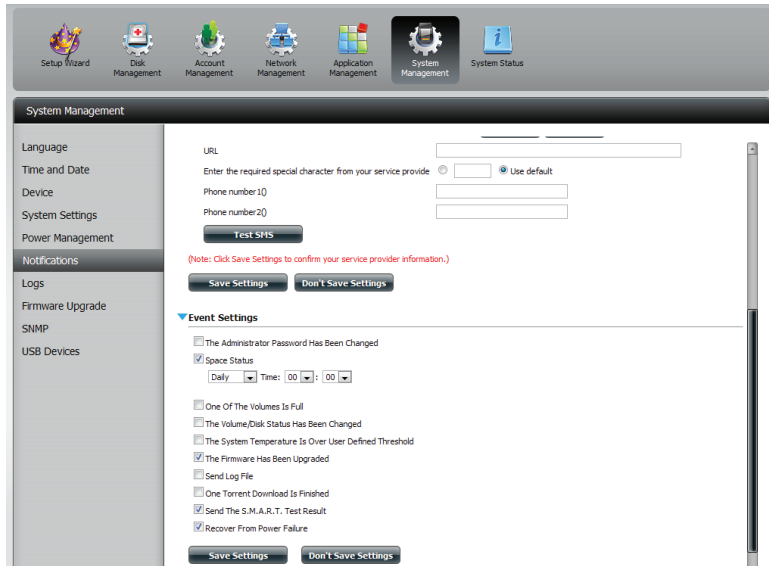 Setup Wizard
Disk Management
Account Management
Network Management
Application Management
System Management
System Status
System Management
Language
Time and Date
Device
System Settings
Power Management
Notifications
Logs
Firmware Upgrade
SNMP
USB Devices
URL
Enter the required special character from your service provide Use default
Phone number1()
Phone number2()
Test SMS
(Note: Click Save Settings to confirm your service provider information.)
Save Settings Don't Save Settings
Event Settings
The Administrator Password Has Been Changed
Space Status
Daily Time: 00 : 00
One Of The Volumes Is Full
The Volume/Disk Status Has Been Changed
The System Temperature Is Over User Defined Threshold
The Firmware Has Been Upgraded
Send Log File
One Torrent Download Is Finished
Send The S.M.A.R.T. Test Result
Recover From Power Failure
Save Settings Don't Save Settings